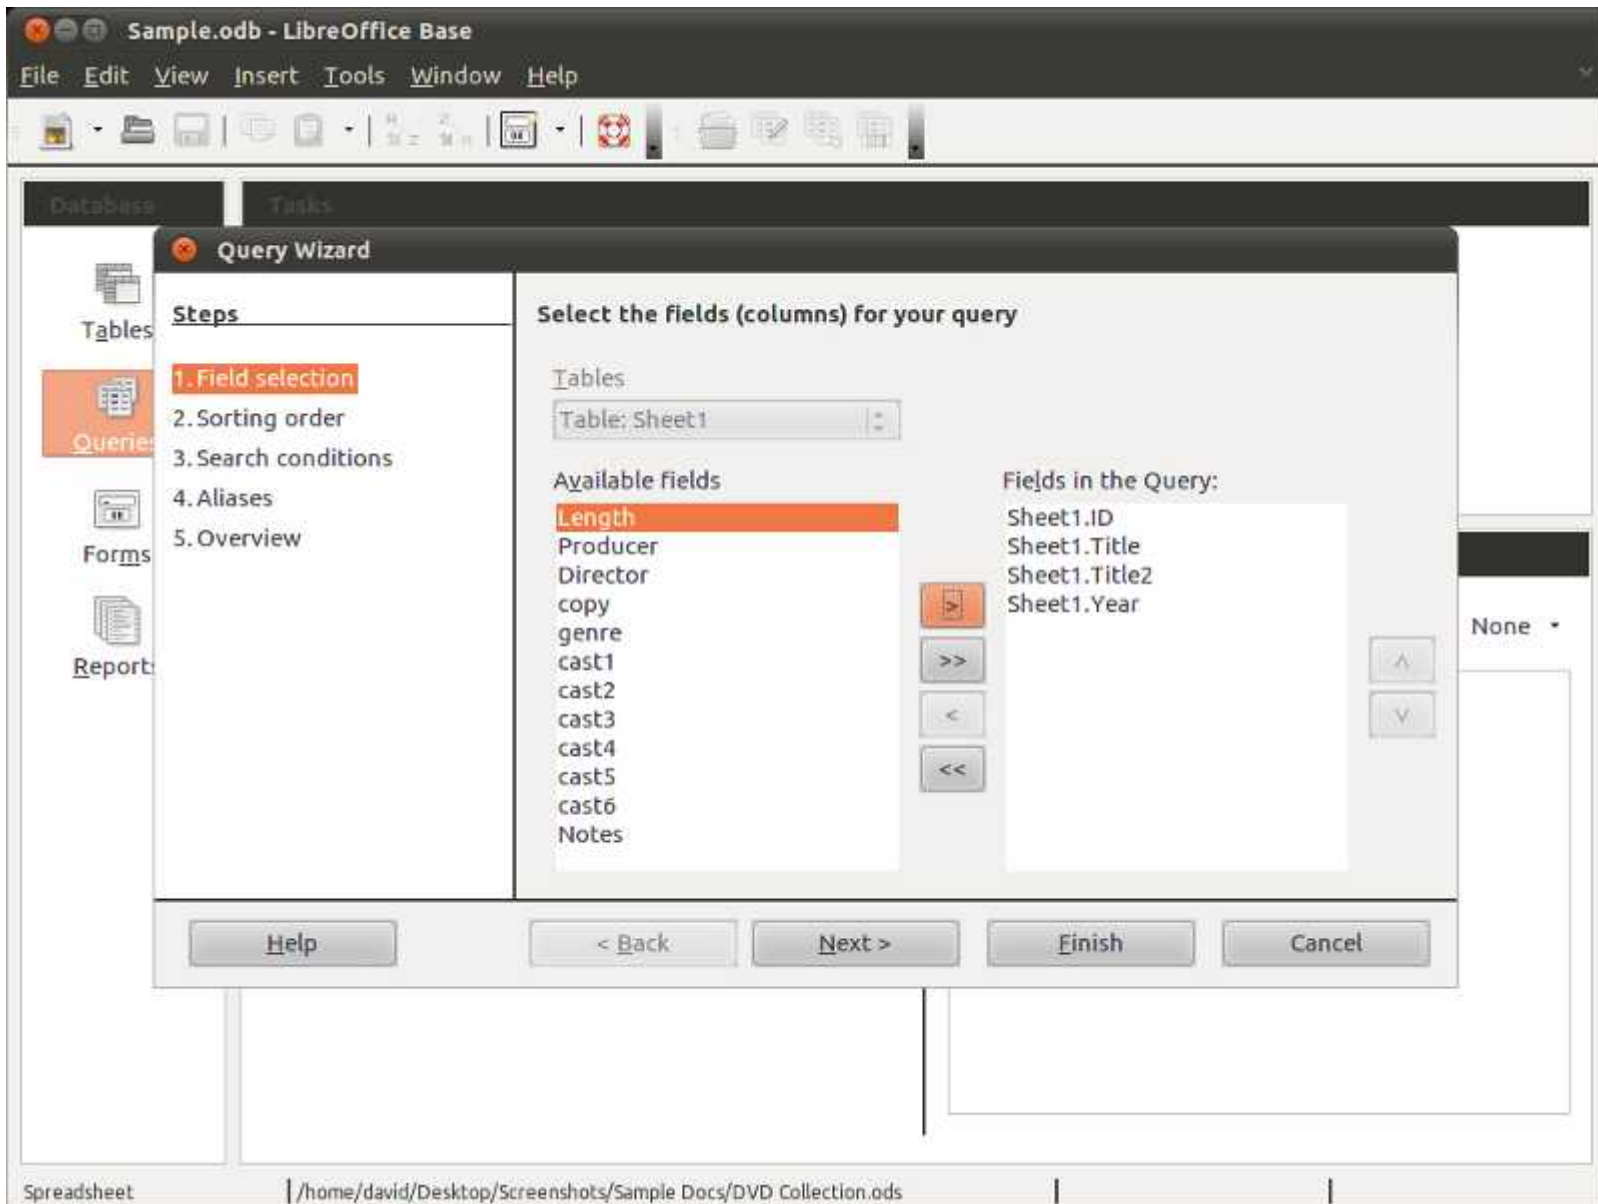 Sample.odb - LibreOffice Base
File Edit View Insert Tools Window Help
Database
Tasks
Tables
Queries
Forms
Reports
Query Wizard
Steps
1. Field selection
2. Sorting order
3. Search conditions
4. Aliases
5. Overview
Select the fields (columns) for your query
Tables
Table: Sheet1
Available fields
Length
Producer
Director
copy
genre
cast1
cast2
cast3
cast4
cast5
cast6
Notes
>
>>
<
<<
Fields in the Query:
Sheet1.ID
Sheet1.Title
Sheet1.Title2
Sheet1.Year
None
Help
< Back
Next >
Finish
Cancel
Spreadsheet
/home/david/Desktop/Screenshots/Sample Docs/DVD Collection.ods